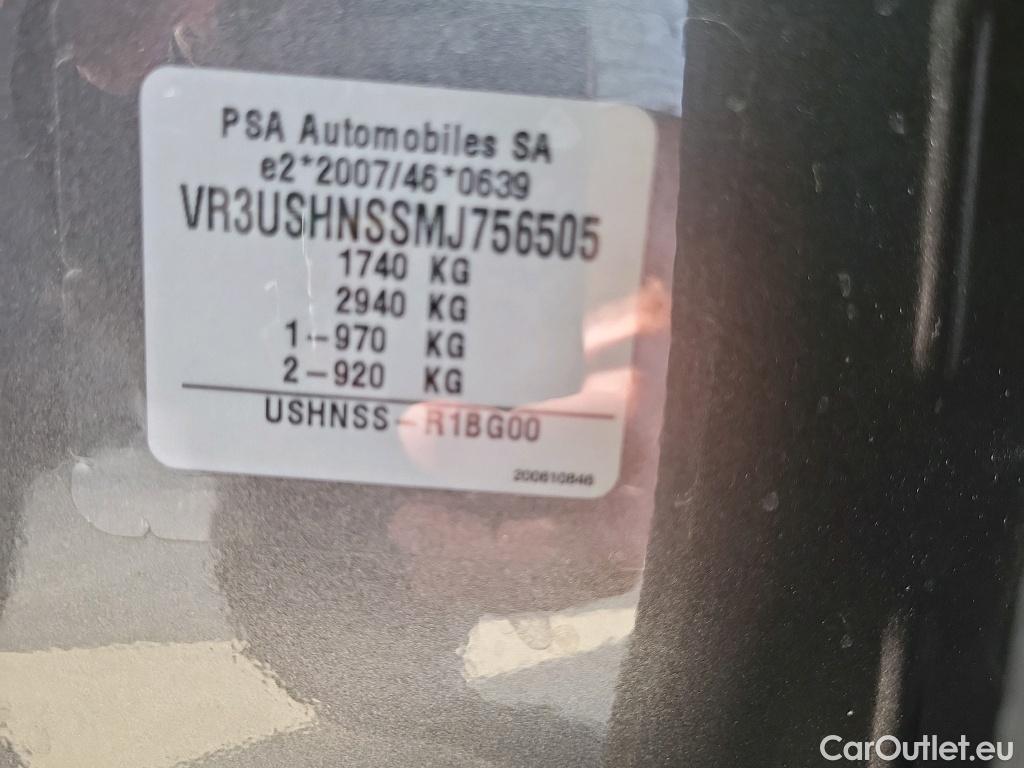 PSA Automobiles SA
e2*2007/46*0639
VR3USHNSSMJ756505
1740 KG
2940 KG
1-970 KG
2-920 KG
USHNSS-R1BG00
200610846
CarOutlet.eu